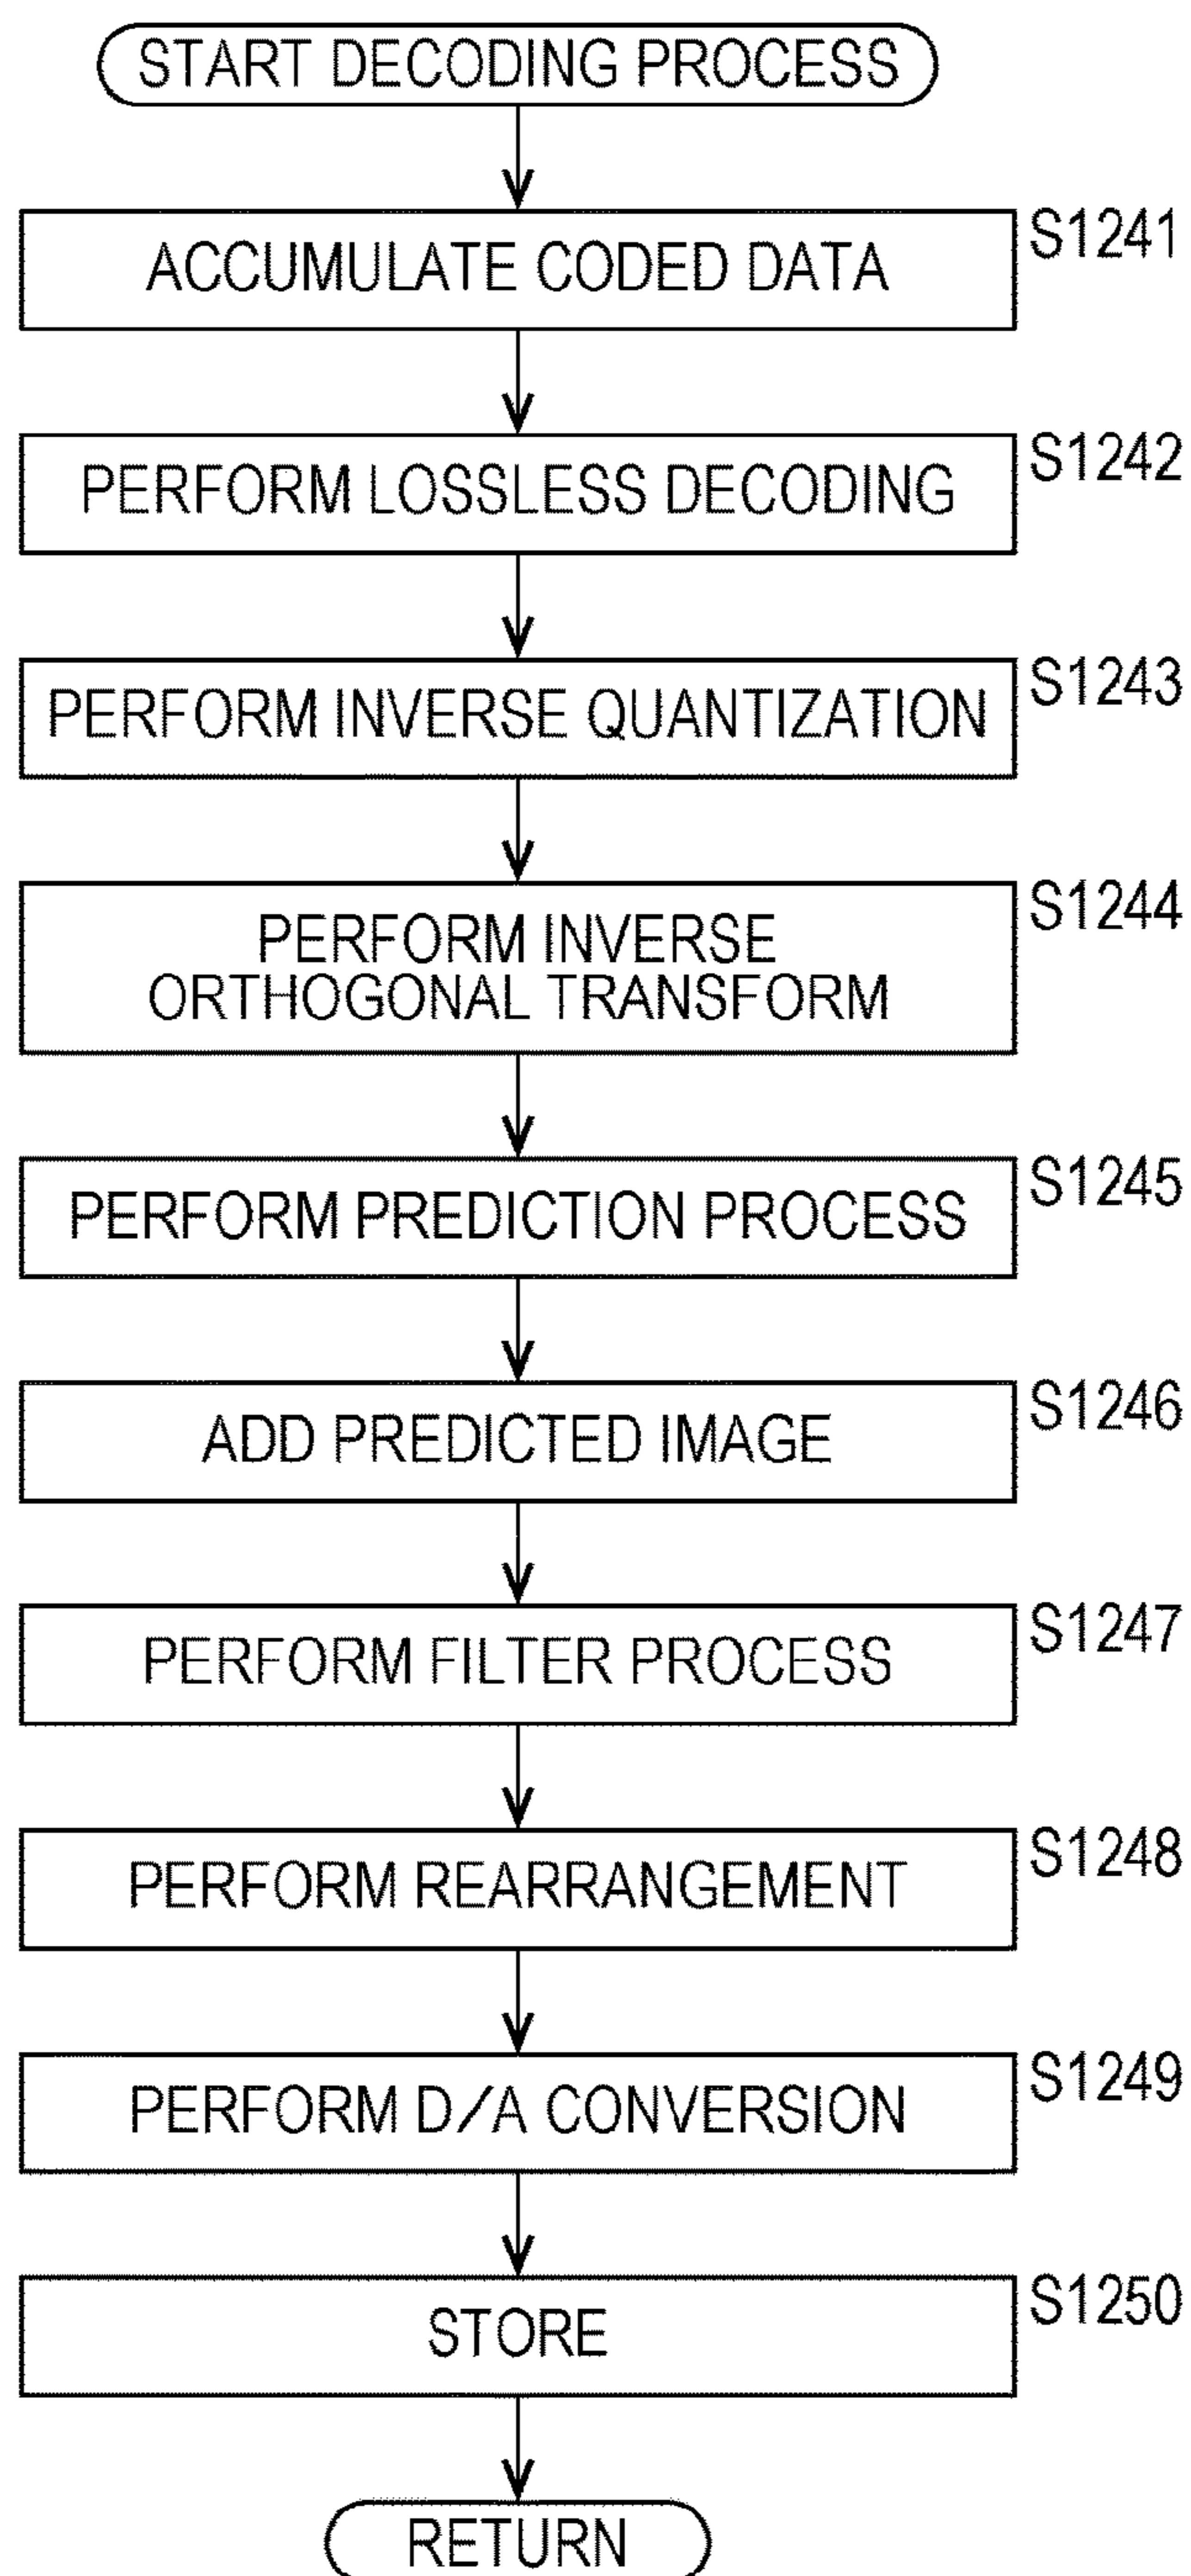 START DECODING PROCESS
ACCUMULATE CODED DATA
S1241
PERFORM LOSSLESS DECODING
S1242
PERFORM INVERSE QUANTIZATION
S1243
PERFORM INVERSE
ORTHOGONAL TRANSFORM
S1244
PERFORM PREDICTION PROCESS
S1245
ADD PREDICTED IMAGE
S1246
PERFORM FILTER PROCESS
S1247
PERFORM REARRANGEMENT
S1248
PERFORM D/A CONVERSION
S1249
STORE
S1250
RETURN